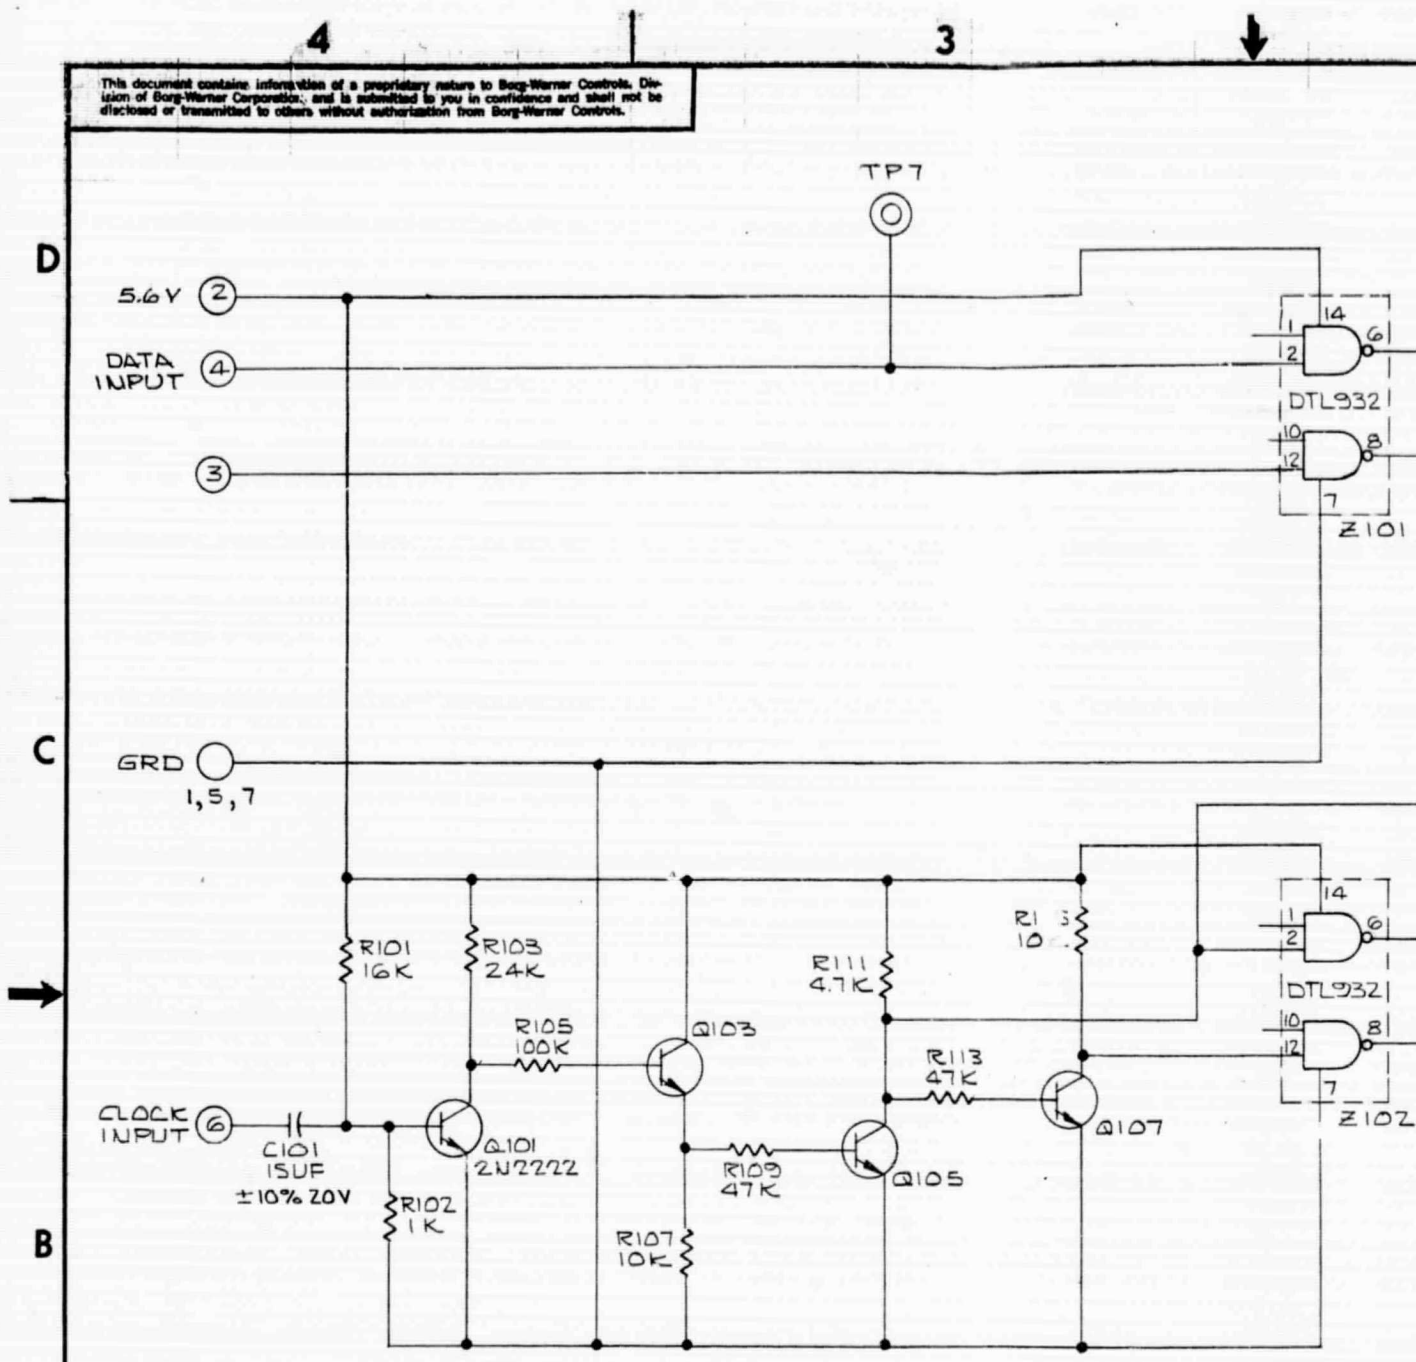 4
3
This document contains information of a proprietary nature to Borg-Warner Controls, Div-
ision of Borg-Warner Corporation, and is submitted to you in confidence and shall not be
disclosed or transmitted to others without authorization from Borg-Warner Controls.
TP7
D
5.6V 2
14
1
6
DATA
INPUT 4
2
DTL932
10
8
3
12
7
Z101
C
GRD
1,5,7
14
R1 3
10
1
6
R101
16K
R103
24K
2
R111
4.7K
DTL932
R105
100K
Q103
10
8
12
R113
47K
7
CLOCK
INPUT 6
C101
15UF
±10% 20V
Q101
2N2222
Q107
Z102
R109
47K
Q105
R102
1K
B
R107
10K